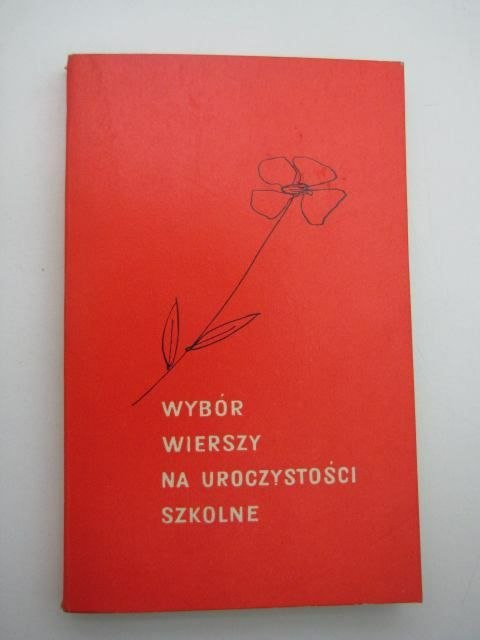 WYBÓR
WIERSZY
NA UROCZYSTOŚCI
SZKOLNE